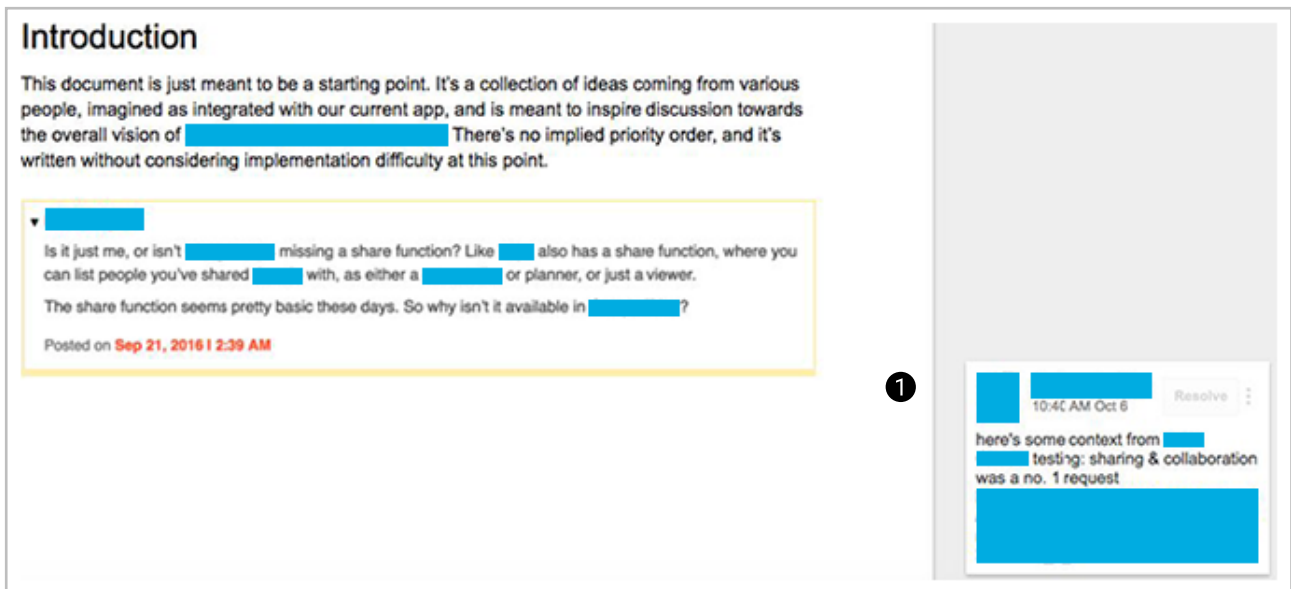 Introduction
This document is just meant to be a starting point. It's a collection of ideas coming from various
people, imagined as integrated with our current app, and is meant to inspire discussion towards
the overall vision of There's no implied priority order, and it's
written without considering implementation difficulty at this point.
Is it just me, or isn't missing a share function? Like also has a share function, where you
can list people you've shared with, as either a or planner, or just a viewer.
The share function seems pretty basic these days. So why isn't it available in ?
Posted on Sep 21, 2016 I 2:39 AM
1
Resolve
10:40 AM Oct 6
here's some context from
testing: sharing & collaboration
was a no. 1 request